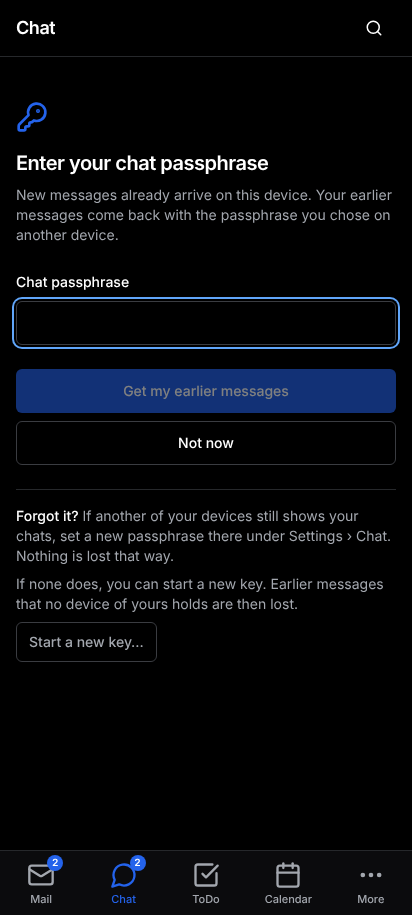 Chat
Enter your chat passphrase
New messages already arrive on this device. Your earlier
messages come back with the passphrase you chose on
another device.
Chat passphrase
Get my earlier messages
Not now
Forgot it? If another of your devices still shows your
chats, set a new passphrase there under Settings › Chat.
Nothing is lost that way.
If none does, you can start a new key. Earlier messages
that no device of yours holds are then lost.
Start a new key...
2
2
Mail
Chat
ToDo
Calendar
More